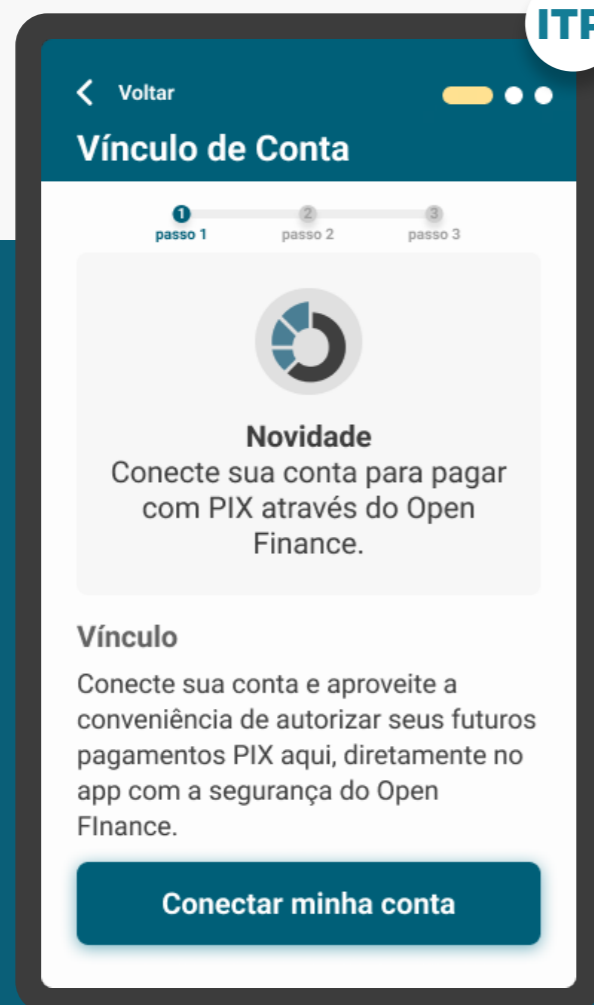 ITP
Voltar
Vínculo de Conta
1 2 3
passo 1 passo 2 passo 3
Novidade
Conecte sua conta para pagar
com PIX através do Open
Finance.
Vínculo
Conecte sua conta e aproveite a
conveniência de autorizar seus futuros
pagamentos PIX aqui, diretamente no
app com a segurança do Open
FInance.
Conectar minha conta